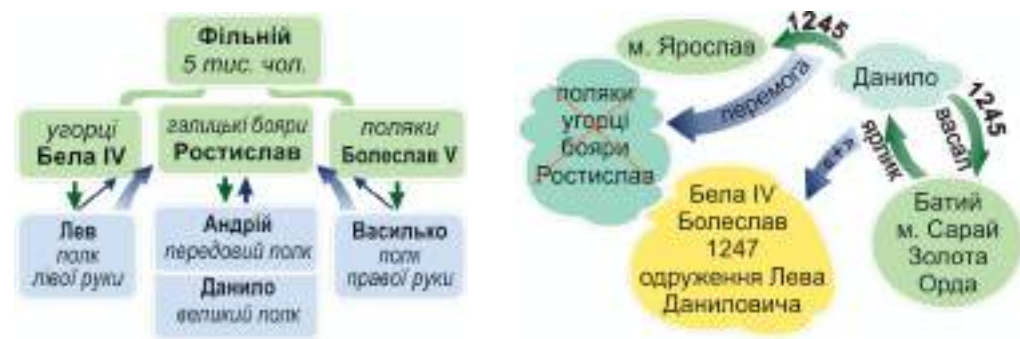 Фільній
5 тис. чол.
угорці
Бела IV
галицькі бояри
Ростислав
поляки
Болеслав V
Лев
полк
лівої руки
Андрій
передовий полк
Данило
великий полк
Василько
полк
правої руки
м. Ярослав
1245
Данило
перемога
поляки
угорці
бояри
Ростислав
1245
васал
ярлик
«+»
Бела IV
Болеслав
1247
одруження Лева
Даниловича
Батий
м. Сарай
Золота
Орда